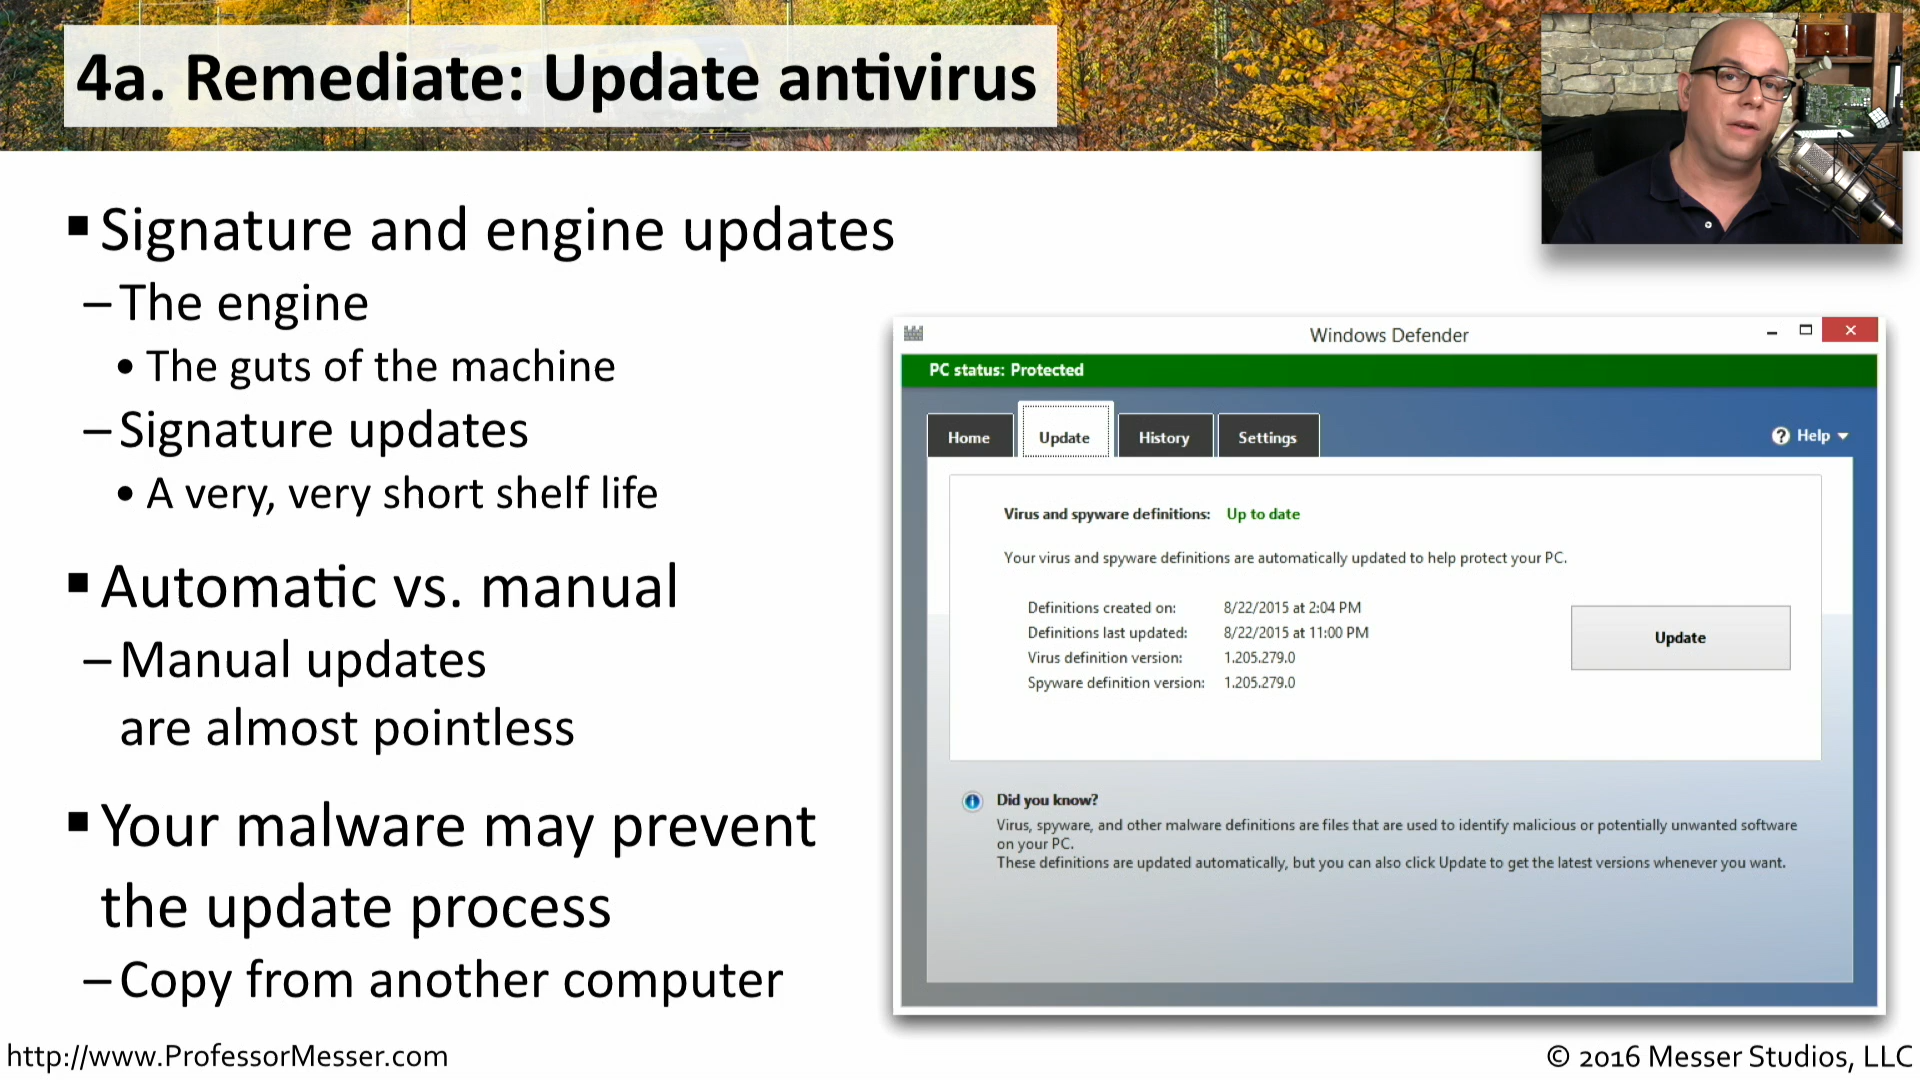 4a. Remediate: Update antivirus
Signature and engine updates
– The engine
• The guts of the machine
– Signature updates
• A very, very short shelf life
Automatic vs. manual
– Manual updates
are almost pointless
Your malware may prevent
the update process
– Copy from another computer
Windows Defender
PC status: Protected
Home
Update
History
Settings
Help
Virus and spyware definitions: Up to date
Your virus and spyware definitions are automatically updated to help protect your PC.
Definitions created on: 8/22/2015 at 2:04 PM
Definitions last updated: 8/22/2015 at 11:00 PM
Virus definition version: 1.205.279.0
Spyware definition version: 1.205.279.0
Update
Did you know?
Virus, spyware, and other malware definitions are files that are used to identify malicious or potentially unwanted software
on your PC.
These definitions are updated automatically, but you can also click Update to get the latest versions whenever you want.
http://www.ProfessorMesser.com
© 2016 Messer Studios, LLC